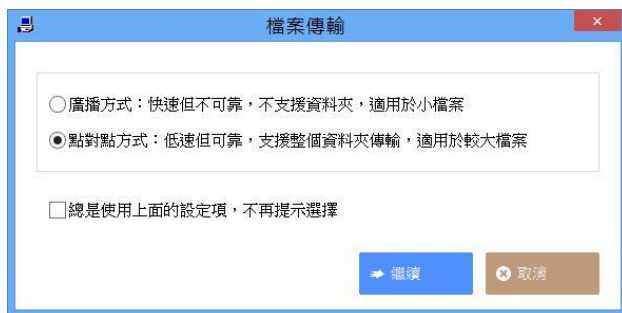 檔案傳輸
廣播方式：快速但不可靠，不支援資料夾，適用於小檔案
點對點方式：低速但可靠，支援整個資料夾傳輸，適用於較大檔案
總是使用上面的設定項，不再提示選擇
繼續 取消